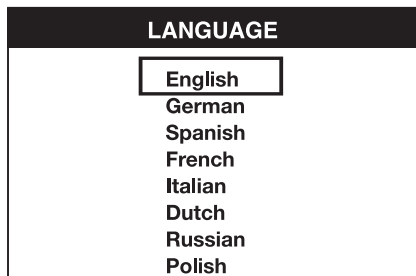 LANGUAGE
English
German
Spanish
French
Italian
Dutch
Russian
Polish